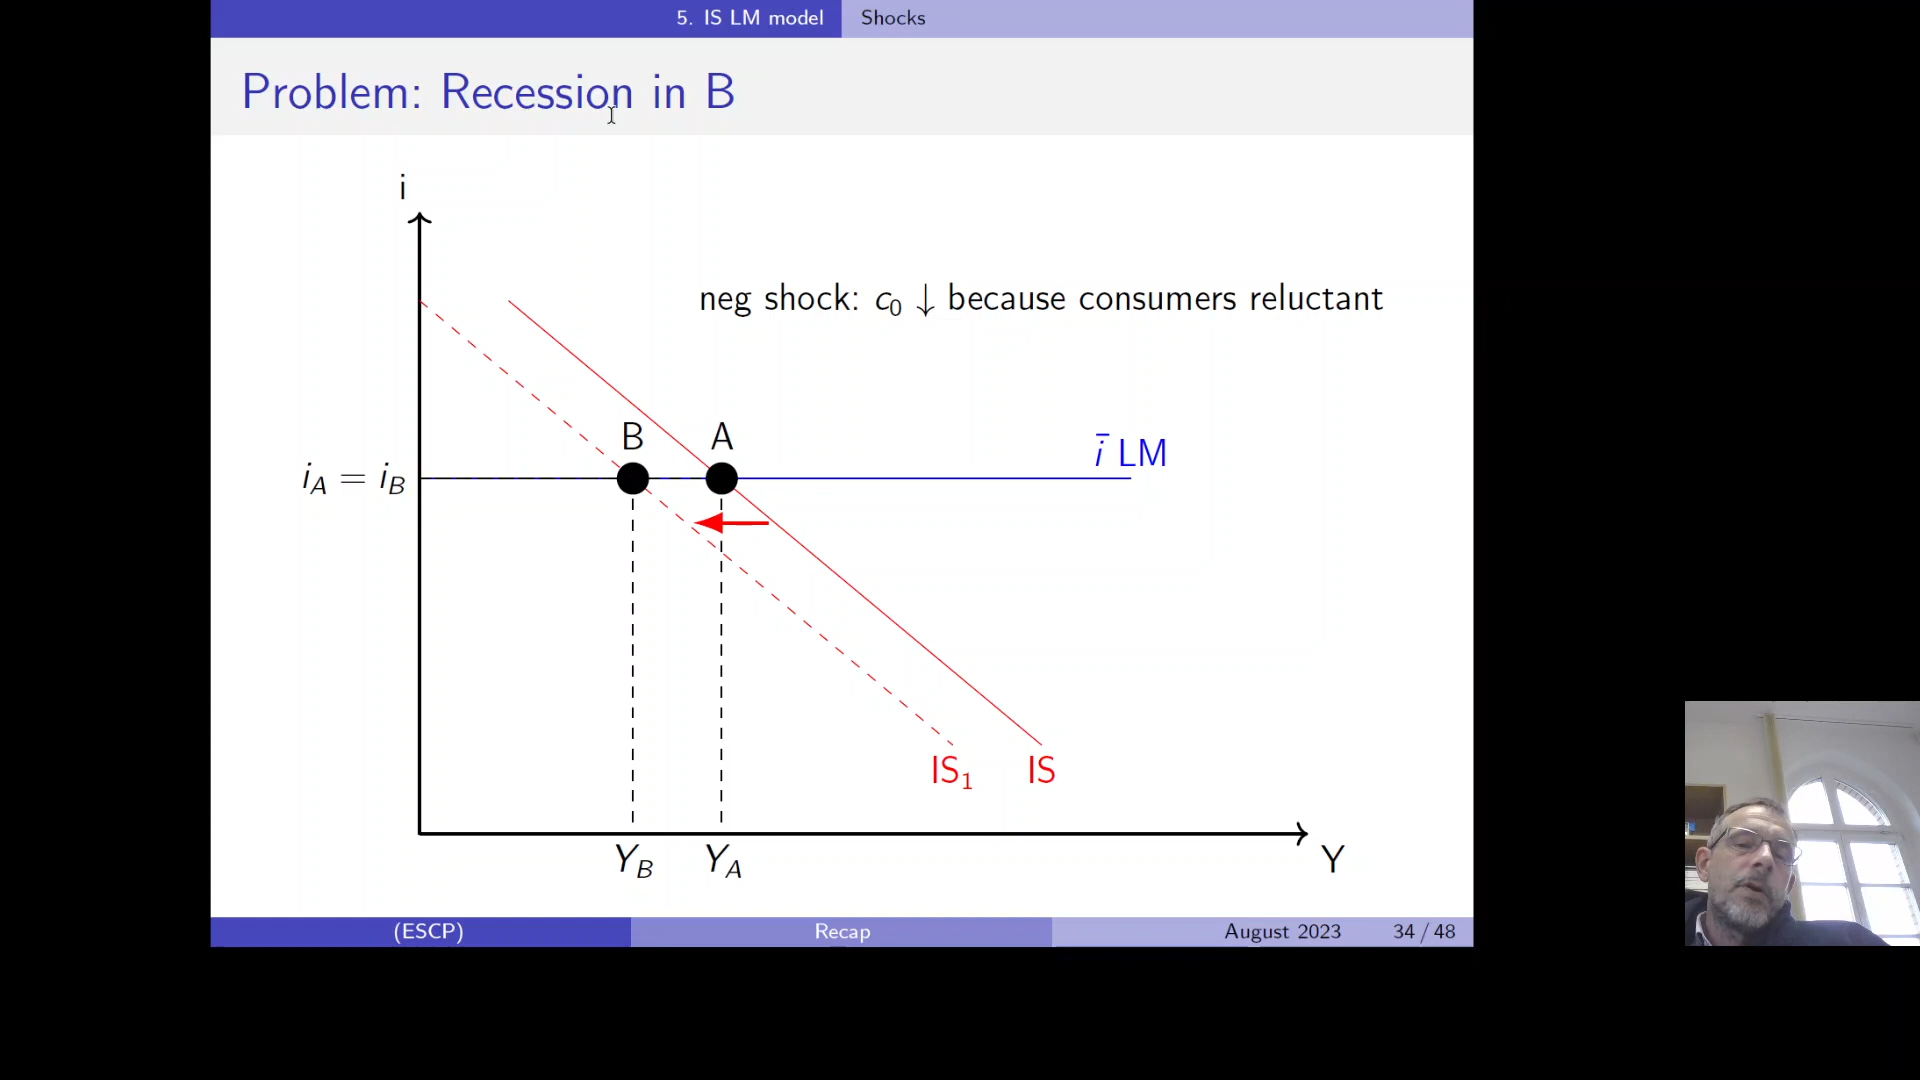 5. IS LM model Shocks
Problem: Recession in B
i
neg shock: c₀ ↓ because consumers reluctant
B A
ī LM
i_A = i_B
IS₁ IS
Y_B Y_A Y
(ESCP) Recap August 2023 34 / 48